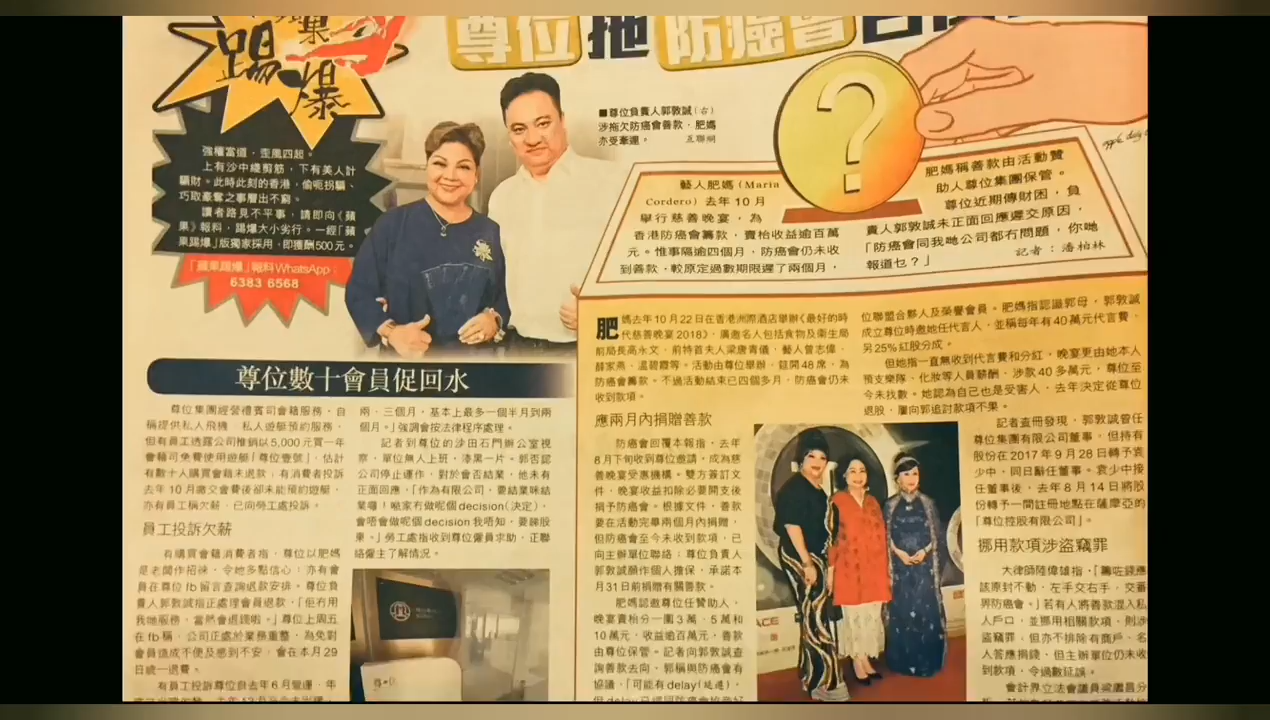 踢爆
尊位拖防癌會
強權當道，歪風四起。
上有沙中綫剪筋，下有美人計
騙財。此時此刻的香港，偷呃拐騙、
巧取豪奪之事層出不窮。
讀者路見不平事，請即向《蘋
果》報料，踢爆大小劣行。一經「蘋
果踢爆」版獨家採用，即獲酬500元。
「蘋果踢爆」報料WhatsApp：
6383 6568
■尊位負責人郭敦誠（右）
涉拖欠防癌會善款，肥媽
亦受牽連。 互聯網
?
藝人肥媽（Maria
Cordero）去年10月
舉行慈善晚宴，為
香港防癌會籌款，賣枱收益逾百萬
元。惟事隔逾四個月，防癌會仍未收
到善款，較原定過數期限遲了兩個月，
肥媽稱善款由活動贊
助人尊位集團保管。
尊位近期傳財困，負
責人郭敦誠未正面回應遲交原因，
「防癌會同我哋公司都冇問題，你哋
報道乜？」
記者：潘柏林
尊位數十會員促回水
尊位集團經營禮賓司會籍服務，自
稱提供私人飛機、私人遊艇預約服務，
但有員工透露公司推銷以5,000元買一年
會籍可免費使用遊艇「尊位壹號」，估計
有數十人購買會籍未退款；有消費者投訴
去年10月繳交會費後卻未能預約遊艇，
亦有員工稱欠薪，已向勞工處投訴。
員工投訴欠薪
有購買會籍消費者指，尊位以肥媽
是老闆作招徠，令她多點信心；亦有會
員在尊位fb留言查詢退款安排。尊位負
責人郭敦誠指正處理會員退款，「佢冇用
我哋服務，當然會退錢啦。」尊位上周五
在fb稱，公司正處於業務重整，為免對
會員造成不便及感到不安，會在本月29
日統一退費。
有員工投訴尊位自去年6月營運，年
兩、三個月，基本上最多一個半月到兩
個月。」強調會按法律程序處理。
記者到尊位的沙田石門辦公室視
察，單位無人上班，漆黑一片。郭否認
公司停止運作，對於會否結業，他未有
正面回應，「作為有限公司，要結業咪結
業囉！㗎家冇做呢個decision（決定），
會唔會做呢個decision我唔知，要睇股
東。」勞工處指收到尊位僱員求助，正聯
絡僱主了解情況。
肥媽去年10月22日在香港洲際酒店舉辦《最好的時
代慈善晚宴2018》，廣邀名人包括食物及衞生局
前局長高永文、前特首夫人梁唐青儀，藝人曾志偉、
薛家燕、溫碧霞等。活動由尊位舉辦，筵開48席，為
防癌會籌款。不過活動結束已四個多月，防癌會仍未
收到款項。
應兩月內捐贈善款
防癌會回覆本報指，去年
8月下旬收到尊位邀請，成為慈
善晚宴受惠機構。雙方簽訂文
件，晚宴收益扣除必要開支後
捐予防癌會。根據文件，善款
要在活動完畢兩個月內捐贈，
但防癌會至今未收到款項，已
向主辦單位聯絡；尊位負責人
郭敦誠願作個人擔保，承諾本
月31日前捐贈有關善款。
肥媽認邀尊位任贊助人，
晚宴賣枱分一圍3萬、5萬和
10萬元，收益逾百萬元，善款
由尊位保管。記者向郭敦誠查
詢善款去向，郭稱與防癌會有
協議，「可能有delay（延遲），
位聯盟合夥人及榮譽會員。肥媽指認識郭母，郭敦誠
成立尊位時邀她任代言人，並稱每年有40萬元代言費，
另25%紅股分成。
但她指一直無收到代言費和分紅，晚宴更由她本人
預支樂隊、化妝等人員薪酬，涉款40多萬元，尊位至
今未找數。她認為自己也是受害人，去年決定從尊位
退股，屢向郭追討款項不果。
記者查冊發現，郭敦誠曾任
尊位集團有限公司董事，但持有
股份在2017年9月28日轉予袁
少中，同日辭任董事。袁少中接
任董事後，去年8月14日將股
份轉予一間註冊地點在薩摩亞的
「尊位控股有限公司」。
挪用款項涉盜竊罪
大律師陸偉雄指，「籌咗錢應
該原封不動，左手交右手，交番
畀防癌會。」若有人將善款混入私
人戶口，並挪用相關款項，則涉
盜竊罪。但亦不排除有商戶、名
人答應捐錢，但主辦單位仍未收
到款項，令過數延誤。